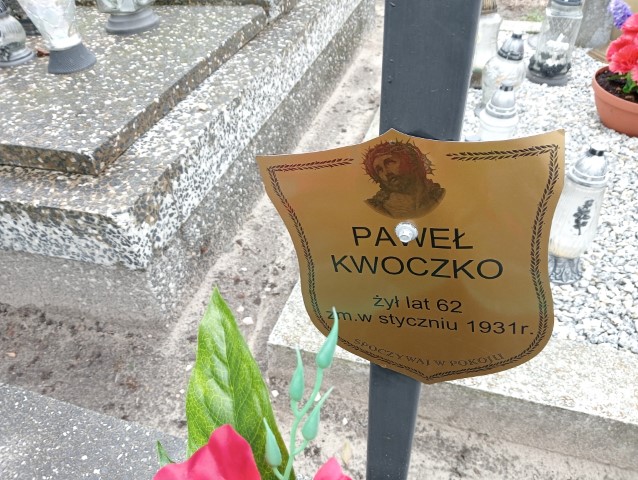 PAWEŁ
KWOCZKO
żył lat 62
zm.w styczniu 1931r.
SPOCZYWAJ W POKOJU